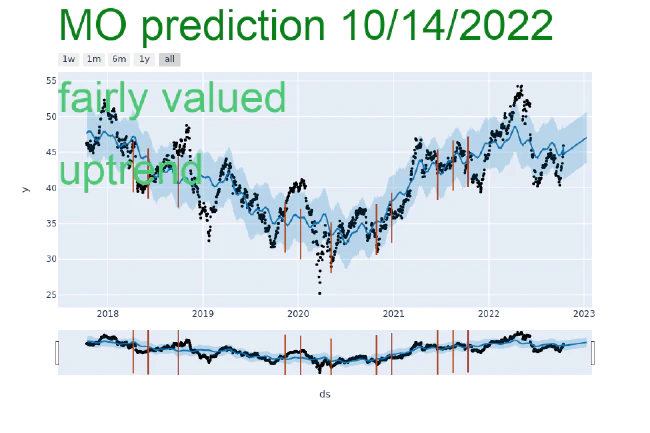 MO prediction 10/14/2022
1w 1m 6m 1y all
fairly valued
uptrend
55
50
45
40
35
30
25
y
2018 2019 2020 2021 2022 2023
ds